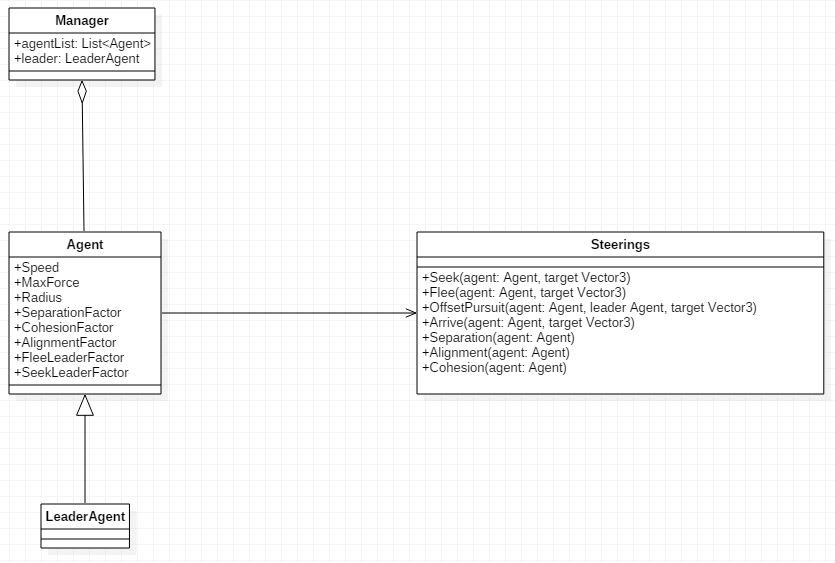 Manager
+agentList: List<Agent>
+leader: LeaderAgent
Agent
+Speed
+MaxForce
+Radius
+SeparationFactor
+CohesionFactor
+AlignmentFactor
+FleeLeaderFactor
+SeekLeaderFactor
Steerings
+Seek(agent: Agent, target Vector3)
+Flee(agent: Agent, target Vector3)
+OffsetPursuit(agent: Agent, leader Agent, target Vector3)
+Arrive(agent: Agent, target Vector3)
+Separation(agent: Agent)
+Alignment(agent: Agent)
+Cohesion(agent: Agent)
LeaderAgent